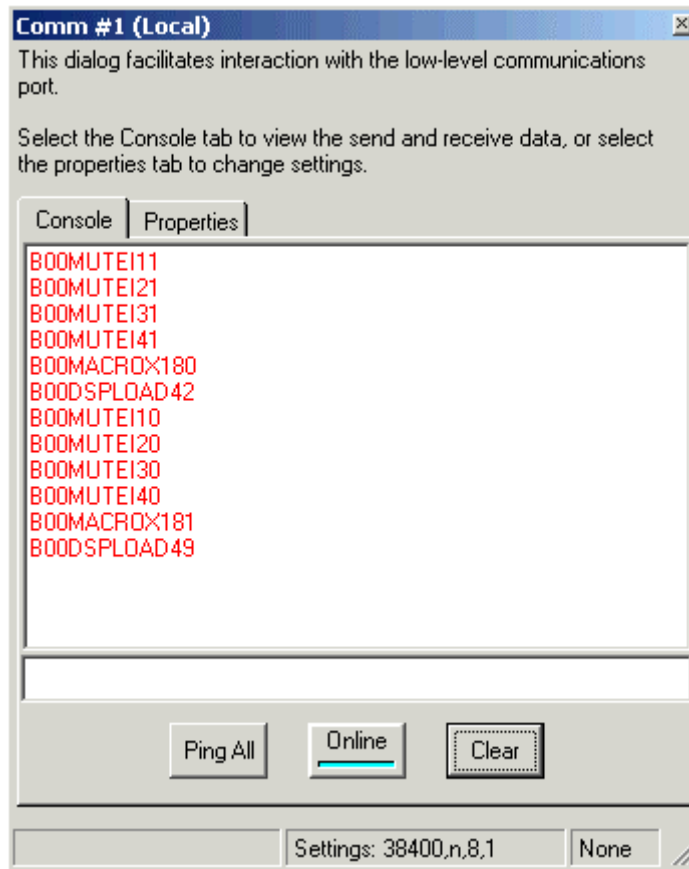 Comm #1 (Local)
This dialog facilitates interaction with the low-level communications
port.
Select the Console tab to view the send and receive data, or select
the properties tab to change settings.
Console Properties
B00MUTEI11
B00MUTEI21
B00MUTEI31
B00MUTEI41
B00MACROX180
B00DSPLOAD42
B00MUTEI10
B00MUTEI20
B00MUTEI30
B00MUTEI40
B00MACROX181
B00DSPLOAD49
Ping All Online Clear
Settings: 38400,n,8,1 None